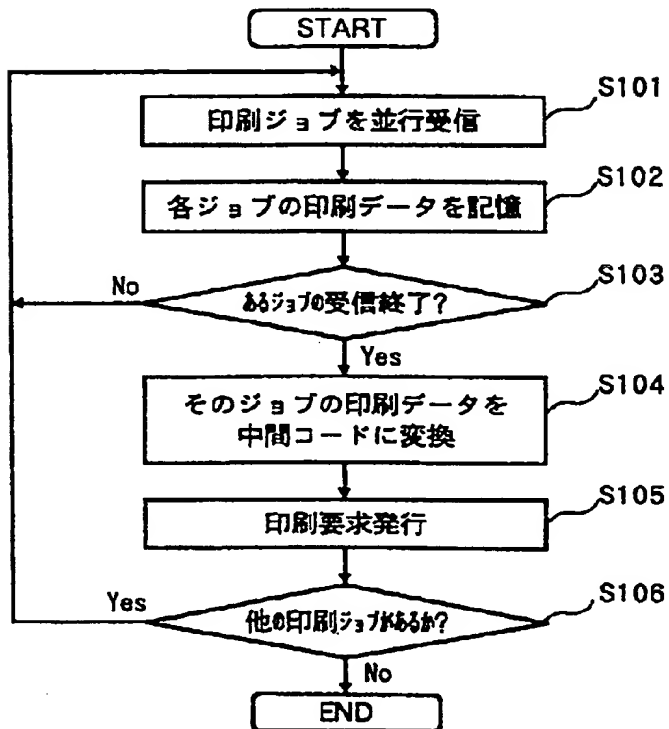 START
S101
印刷ジョブを並行受信
S102
各ジョブの印刷データを記憶
S103
あるジョブの受信終了?
No
Yes
S104
そのジョブの印刷データを
中間コードに変換
S105
印刷要求発行
S106
他の印刷ジョブがあるか?
Yes
No
END